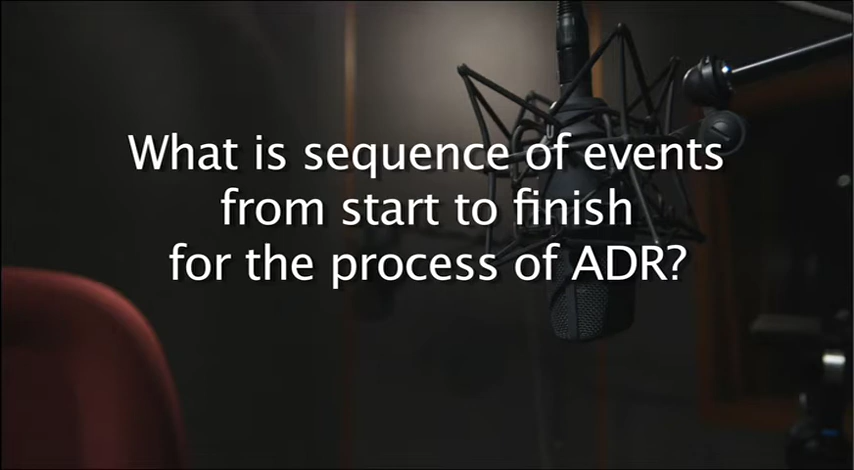 What is sequence of events
from start to finish
for the process of ADR?